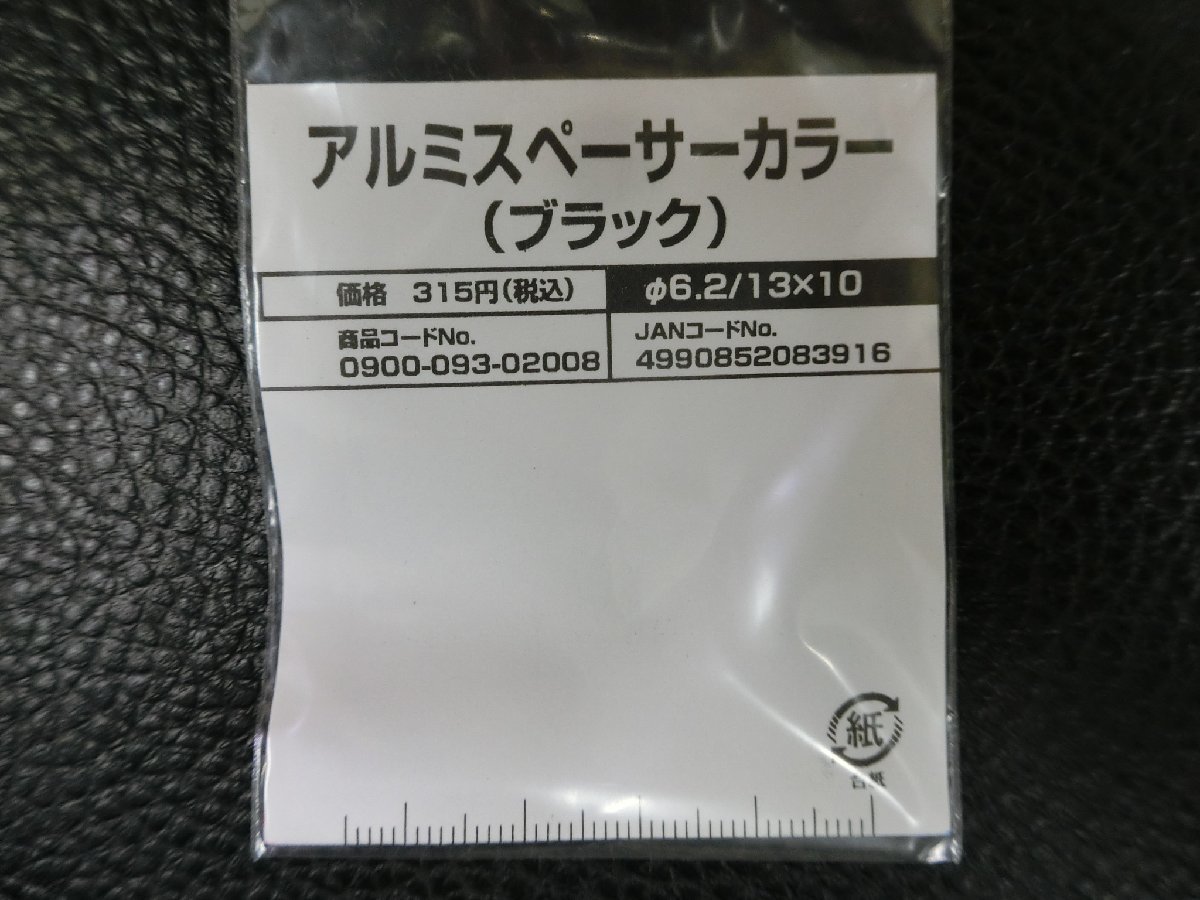 アルミスペーサーカラー
(ブラック)
価格 315円(税込)
φ6.2/13×10
商品コードNo.
0900-093-02008
JANコードNo.
4990852083916
紙
台紙